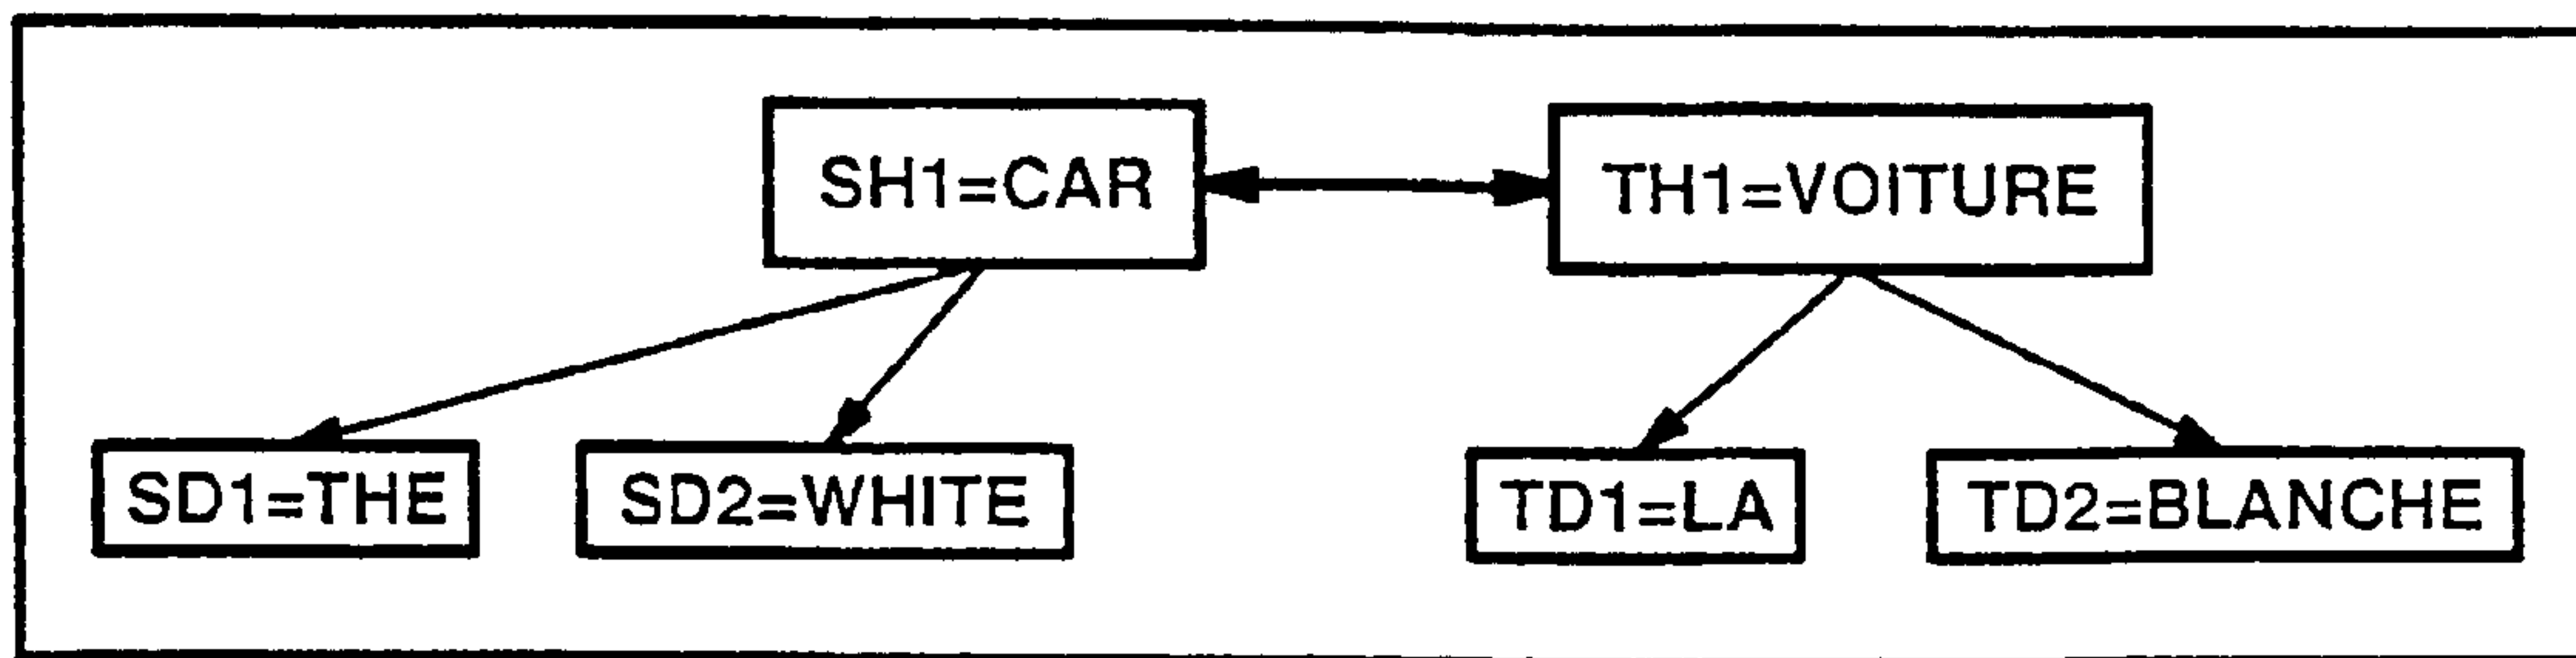 SH1=CAR
TH1=VOITURE
SD1=THE
SD2=WHITE
TD1=LA
TD2=BLANCHE